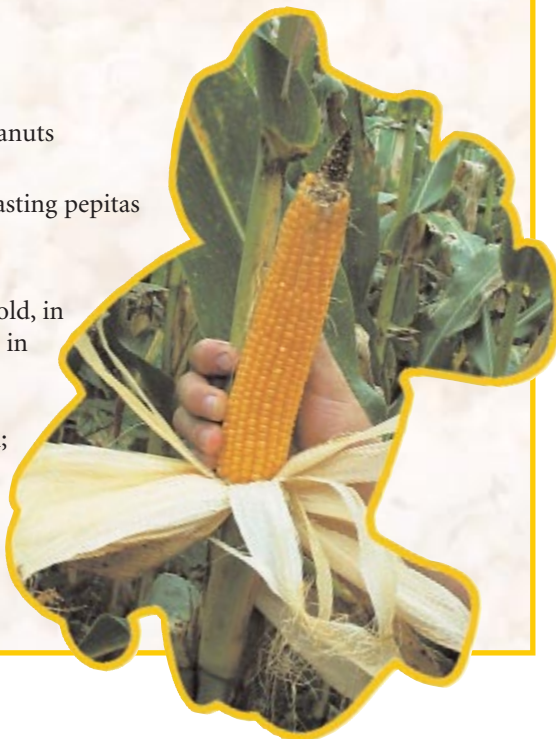 anuts
asting pepitas
old, in
in
;